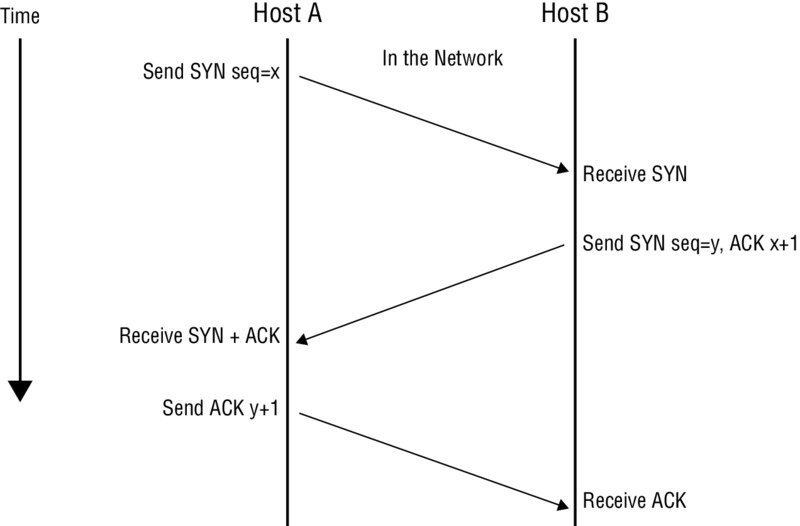 Time
Host A
Host B
In the Network
Send SYN seq=x
Receive SYN
Send SYN seq=y, ACK x+1
Receive SYN + ACK
Send ACK y+1
Receive ACK